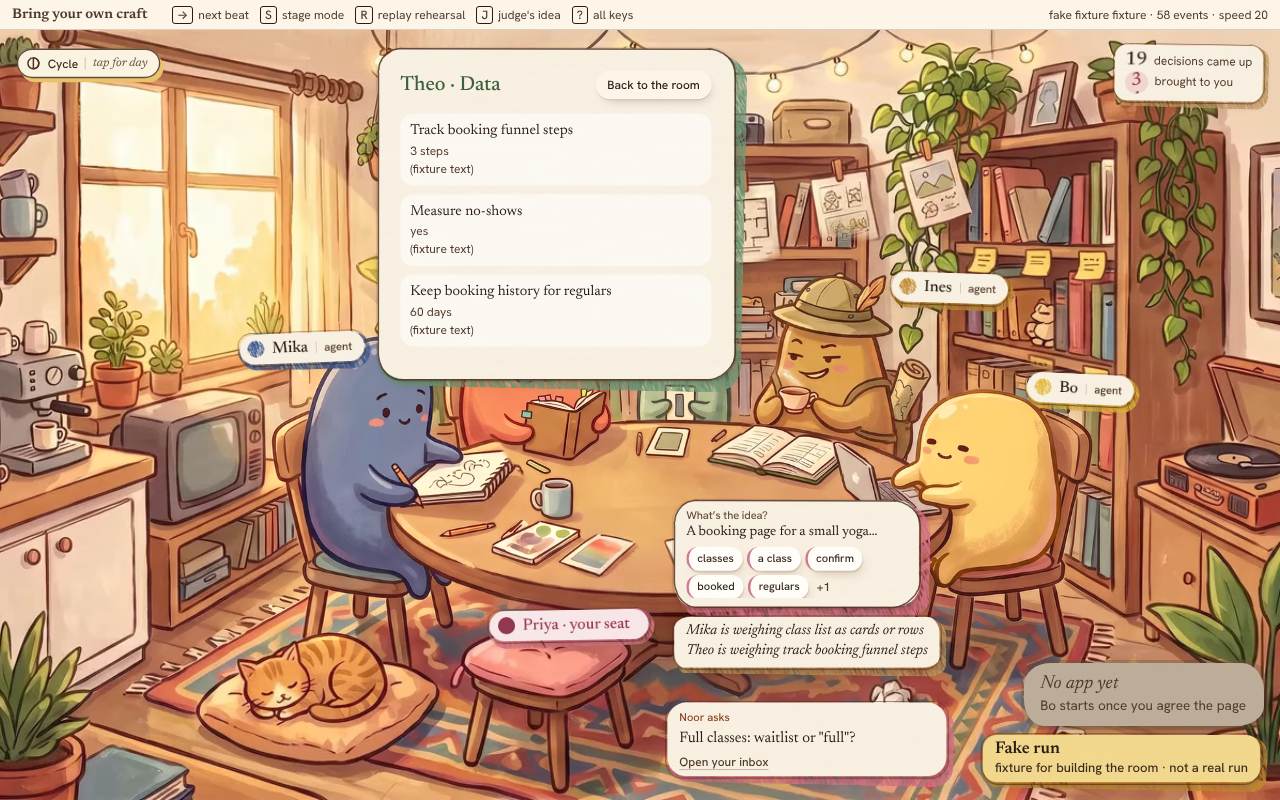 Bring your own craft
→ next beat S stage mode R replay rehearsal J judge's idea ? all keys
fake fixture fixture · 58 events · speed 20
Cycle tap for day
19 decisions came up
3 brought to you
Theo · Data
Back to the room
Track booking funnel steps
3 steps
(fixture text)
Measure no-shows
yes
(fixture text)
Keep booking history for regulars
60 days
(fixture text)
Ines agent
Mika agent
Bo agent
What's the idea?
A booking page for a small yoga…
classes a class confirm
booked regulars +1
Priya · your seat
Mika is weighing class list as cards or rows
Theo is weighing track booking funnel steps
No app yet
Bo starts once you agree the page
Noor asks
Full classes: waitlist or "full"?
Open your inbox
Fake run
fixture for building the room · not a real run